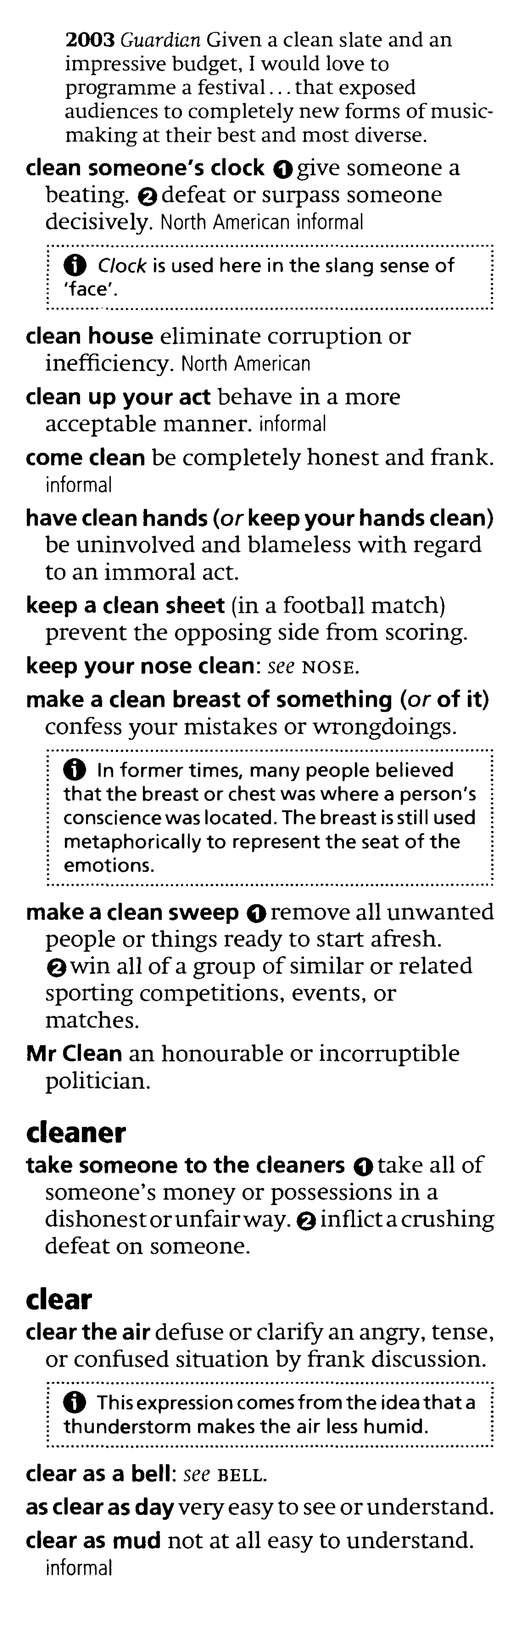 2003 Guardian Given a clean slate and an
impressive budget, I would love to
programme a festival...that exposed
audiences to completely new forms of music-
making at their best and most diverse.
clean someone's clock ❶ give someone a
beating. ❷ defeat or surpass someone
decisively. North American informal
ℹ Clock is used here in the slang sense of
'face'.
clean house eliminate corruption or
inefficiency. North American
clean up your act behave in a more
acceptable manner. informal
come clean be completely honest and frank.
informal
have clean hands (or keep your hands clean)
be uninvolved and blameless with regard
to an immoral act.
keep a clean sheet (in a football match)
prevent the opposing side from scoring.
keep your nose clean: see NOSE.
make a clean breast of something (or of it)
confess your mistakes or wrongdoings.
ℹ In former times, many people believed
that the breast or chest was where a person's
conscience was located. The breast is still used
metaphorically to represent the seat of the
emotions.
make a clean sweep ❶ remove all unwanted
people or things ready to start afresh.
❷ win all of a group of similar or related
sporting competitions, events, or
matches.
Mr Clean an honourable or incorruptible
politician.
cleaner
take someone to the cleaners ❶ take all of
someone's money or possessions in a
dishonest or unfair way. ❷ inflict a crushing
defeat on someone.
clear
clear the air defuse or clarify an angry, tense,
or confused situation by frank discussion.
ℹ This expression comes from the idea that a
thunderstorm makes the air less humid.
clear as a bell: see BELL.
as clear as day very easy to see or understand.
clear as mud not at all easy to understand.
informal